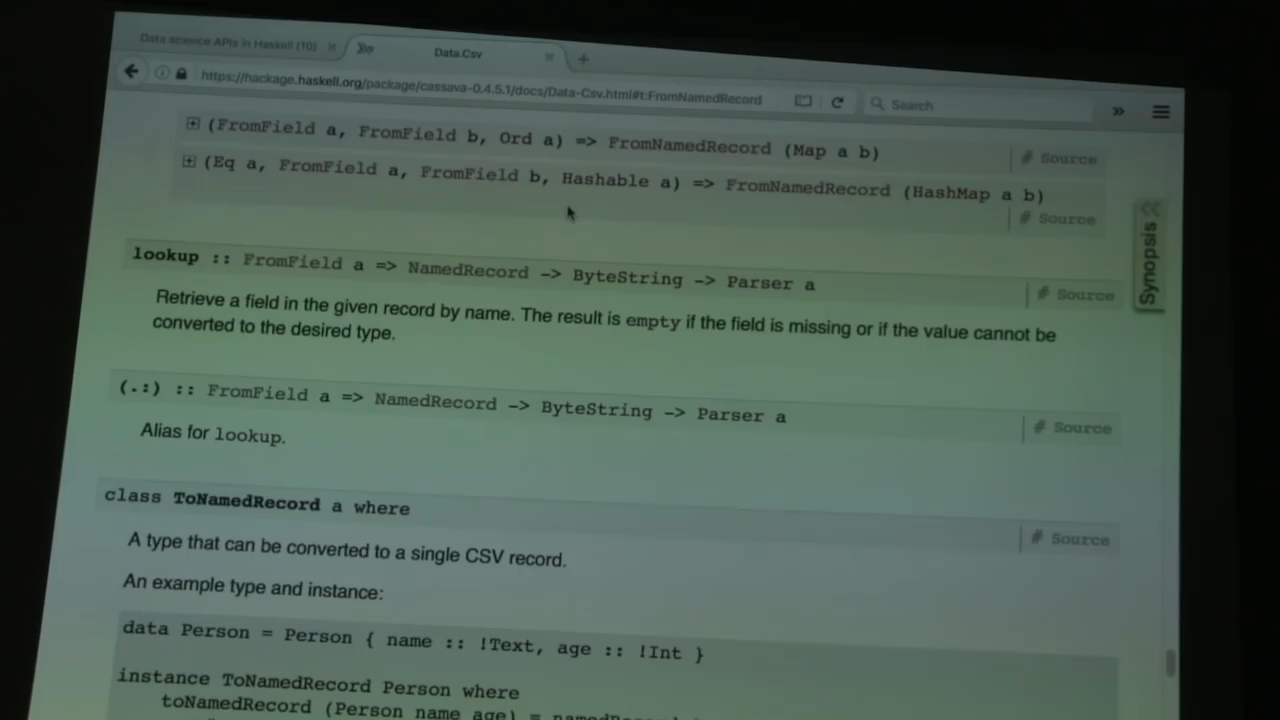 Data science APIs in Haskell (10)
Data.Csv
https://hackage.haskell.org/package/cassava-0.4.5.1/docs/Data-Csv.html#t:FromNamedRecord
Search
(FromField a, FromField b, Ord a) => FromNamedRecord (Map a b)
# Source
(Eq a, FromField a, FromField b, Hashable a) => FromNamedRecord (HashMap a b)
# Source
Synopsis
lookup :: FromField a => NamedRecord -> ByteString -> Parser a
# Source
Retrieve a field in the given record by name. The result is empty if the field is missing or if the value cannot be
converted to the desired type.
(.:) :: FromField a => NamedRecord -> ByteString -> Parser a
# Source
Alias for lookup.
class ToNamedRecord a where
# Source
A type that can be converted to a single CSV record.
An example type and instance:
data Person = Person { name :: !Text, age :: !Int }
instance ToNamedRecord Person where
toNamedRecord (Person name age) = namedRecord